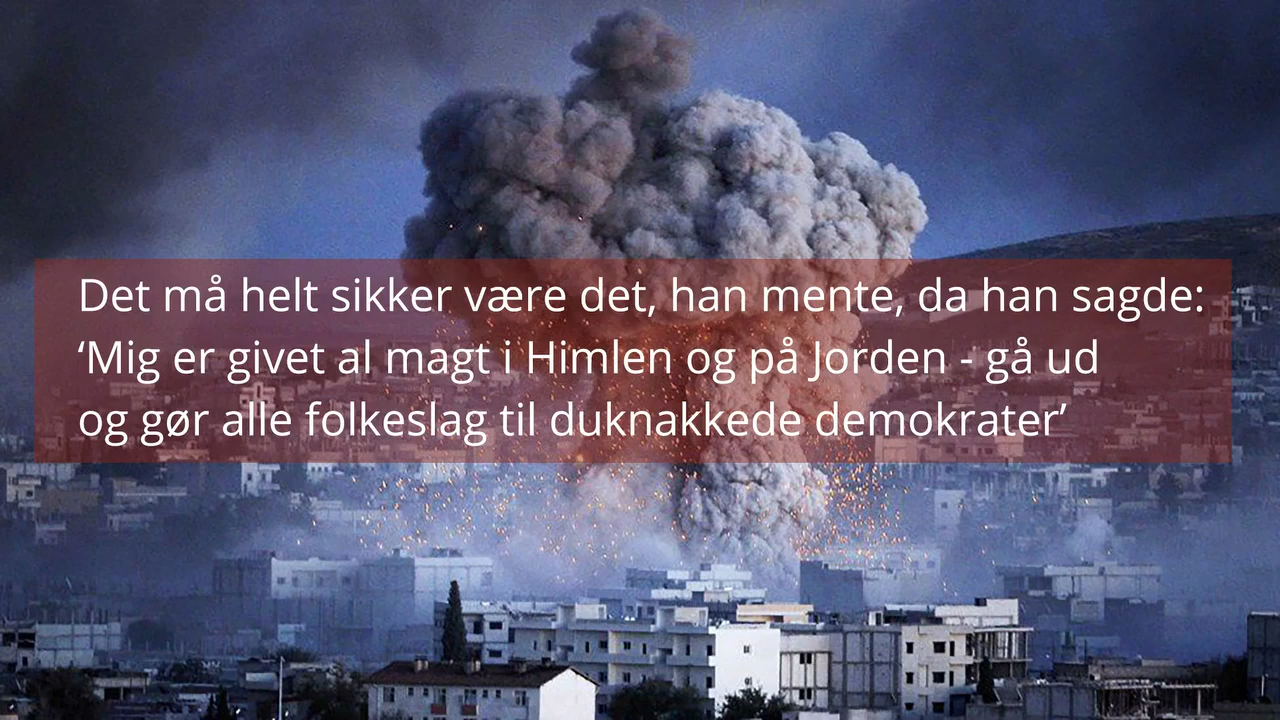 Det må helt sikker være det, han mente, da han sagde:
‘Mig er givet al magt i Himlen og på Jorden - gå ud
og gør alle folkeslag til duknakkede demokrater’